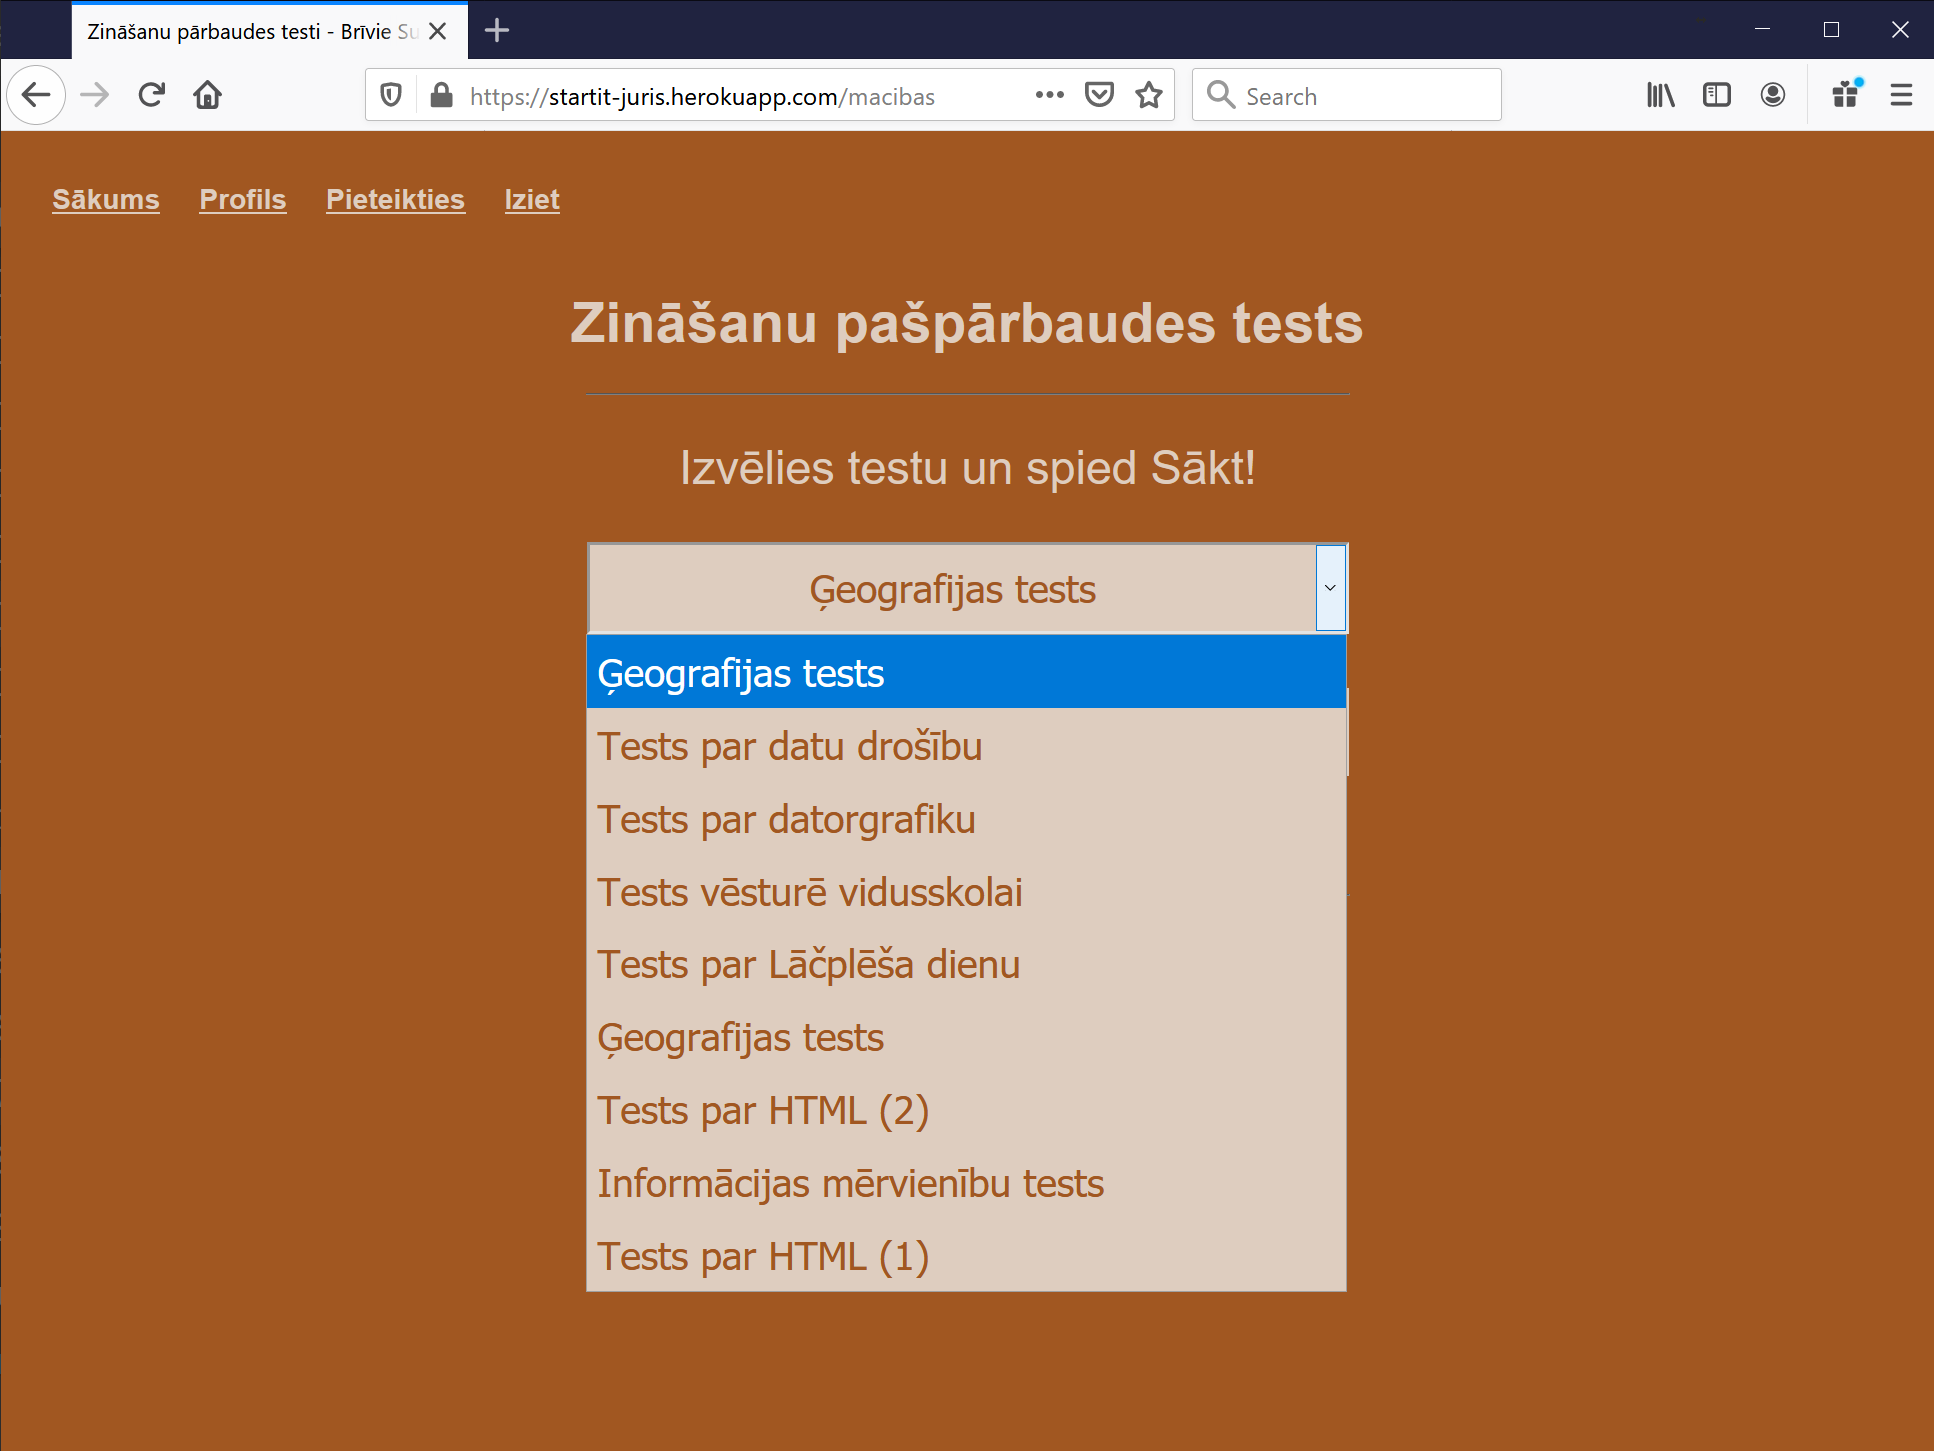 Zināšanu pārbaudes testi - Brīvie Su
https://startit-juris.herokuapp.com/macibas
Search
Sākums Profils Pieteikties Iziet
Zināšanu pašpārbaudes tests
Izvēlies testu un spied Sākt!
Ģeografijas tests
Ģeografijas tests
Tests par datu drošību
Tests par datorgrafiku
Tests vēsturē vidusskolai
Tests par Lāčplēša dienu
Ģeografijas tests
Tests par HTML (2)
Informācijas mērvienību tests
Tests par HTML (1)